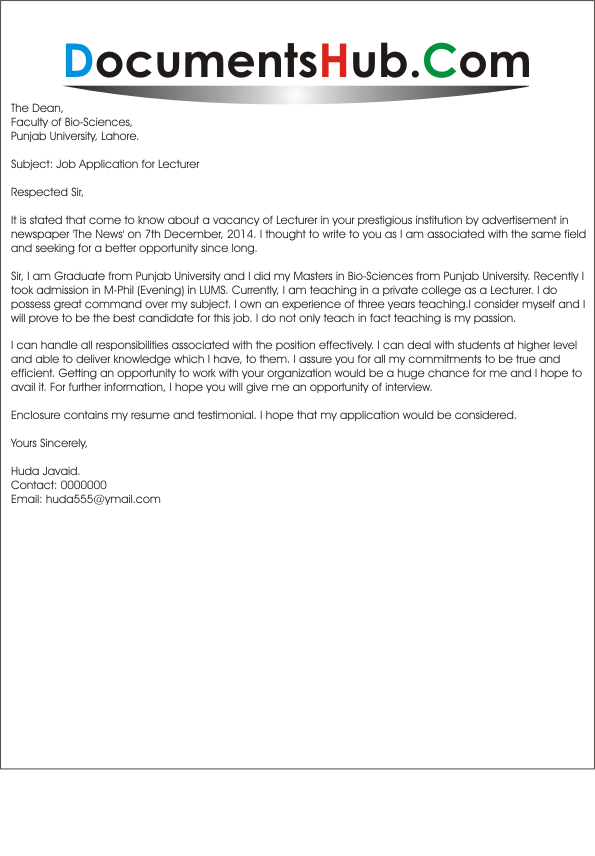 DocumentsHub.Com
The Dean,
Faculty of Bio-Sciences,
Punjab University, Lahore.
Subject: Job Application for Lecturer
Respected Sir,
It is stated that come to know about a vacancy of Lecturer in your prestigious institution by advertisement in
newspaper 'The News' on 7th December, 2014. I thought to write to you as I am associated with the same field
and seeking for a better opportunity since long.
Sir, I am Graduate from Punjab University and I did my Masters in Bio-Sciences from Punjab University. Recently I
took admission in M-Phil (Evening) in LUMS. Currently, I am teaching in a private college as a Lecturer. I do
possess great command over my subject. I own an experience of three years teaching.I consider myself and I
will prove to be the best candidate for this job. I do not only teach in fact teaching is my passion.
I can handle all responsibilities associated with the position effectively. I can deal with students at higher level
and able to deliver knowledge which I have, to them. I assure you for all my commitments to be true and
efficient. Getting an opportunity to work with your organization would be a huge chance for me and I hope to
avail it. For further information, I hope you will give me an opportunity of interview.
Enclosure contains my resume and testimonial. I hope that my application would be considered.
Yours Sincerely,
Huda Javaid.
Contact: 0000000
Email: huda555@ymail.com